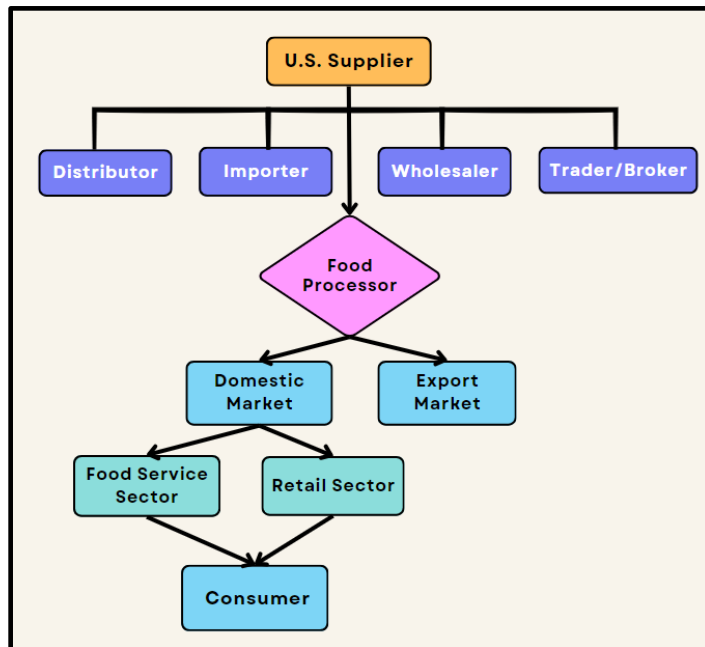 U.S. Supplier
Distributor
Importer
Wholesaler
Trader/Broker
Food
Processor
Domestic
Market
Export
Market
Food Service
Sector
Retail Sector
Consumer